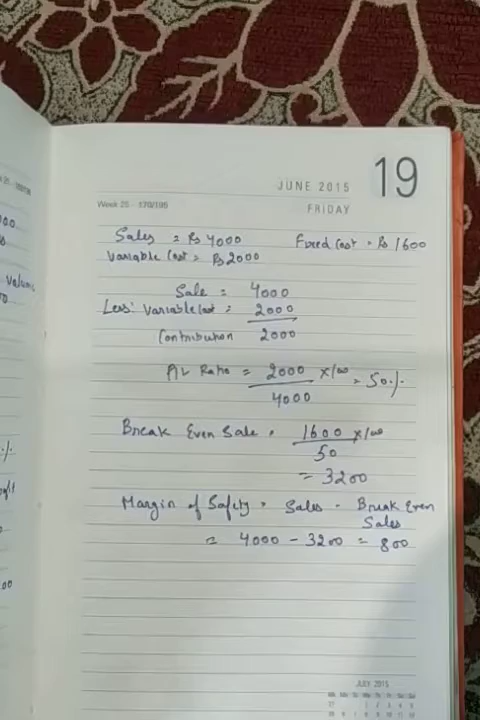 JUNE 2015 19
Week 25 - 170/195
FRIDAY
Sales = Rs 4000 Fixed Cost = Rs 1600
Variable Cost = Rs 2000
Sale = 4000
Less: Variable Cost = 2000
Contribution 2000
P/V Ratio = 2000 × 100 = 50%
4000
Break Even Sale = 1600 × 100
50
= 3200
Margin of Safety = Sales - Break Even
Sales
= 4000 - 3200 = 800
JULY 2015